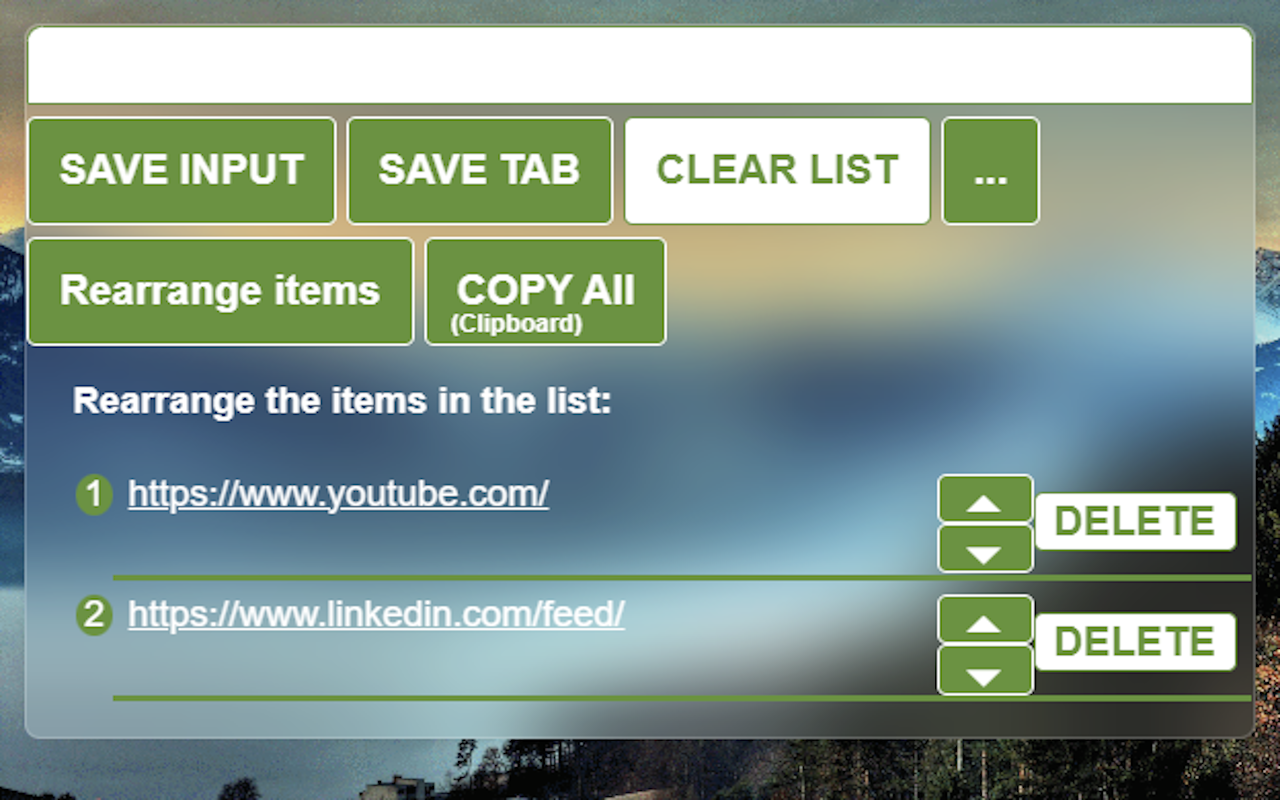 SAVE INPUT SAVE TAB CLEAR LIST ...
Rearrange items COPY All
(Clipboard)
Rearrange the items in the list:
1 https://www.youtube.com/
DELETE
2 https://www.linkedin.com/feed/
DELETE